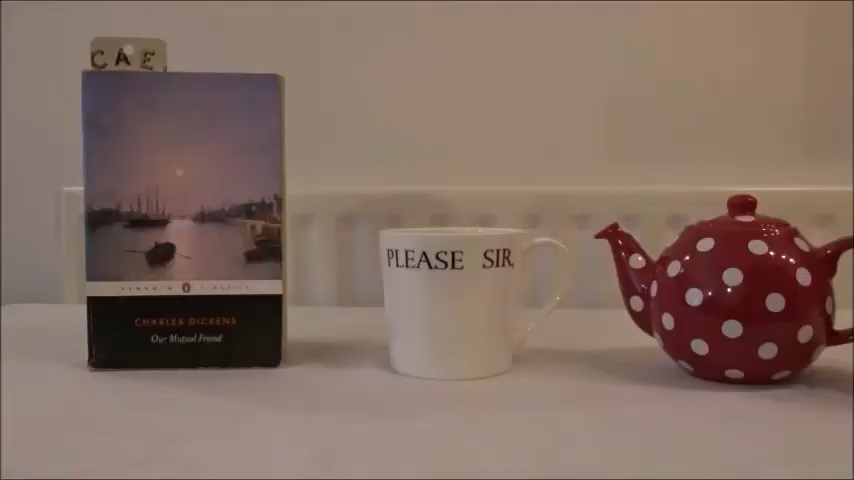 CAE
PENGUIN CLASSICS
CHARLES DICKENS
Our Mutual Friend
PLEASE SIR,